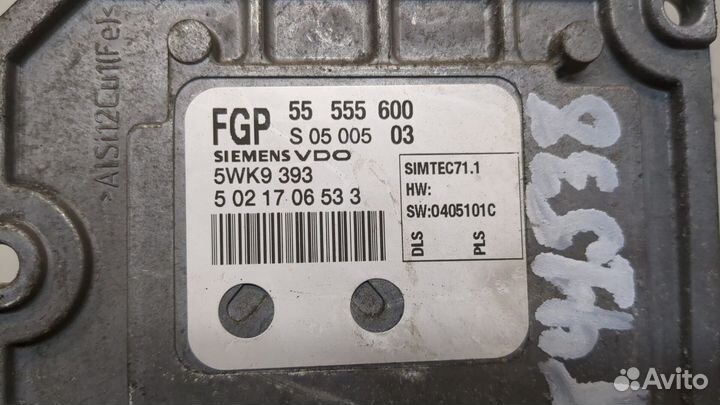 >AlSi12Cu1(Fe)<
FGP 55 555 600
S 05 005 03
SIEMENS VDO
5WK9 393
5 02 17 06 53 3
SIMTEC71.1
HW:
SW:0405101C
DLS PLS
Avito